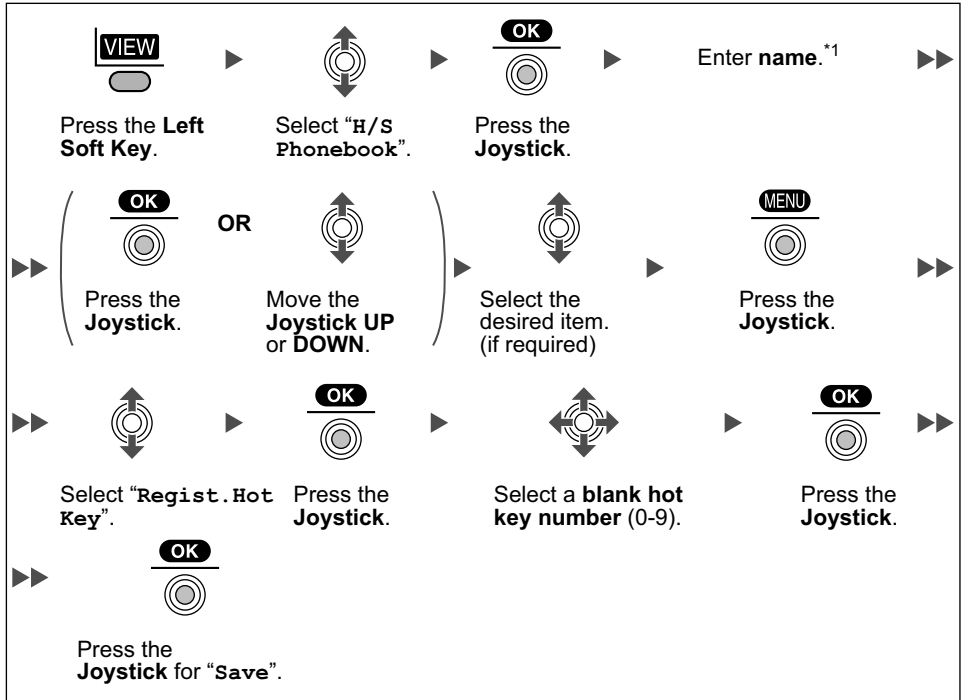 VIEW
Press the Left
Soft Key.
Select “H/S
Phonebook”.
OK
Press the
Joystick.
Enter name.*1
OK
Press the
Joystick.
OR
Move the
Joystick UP
or DOWN.
Select the
desired item.
(if required)
MENU
Press the
Joystick.
Select “Regist.Hot
Key”.
OK
Press the
Joystick.
Select a blank hot
key number (0-9).
OK
Press the
Joystick.
OK
Press the
Joystick for “Save”.